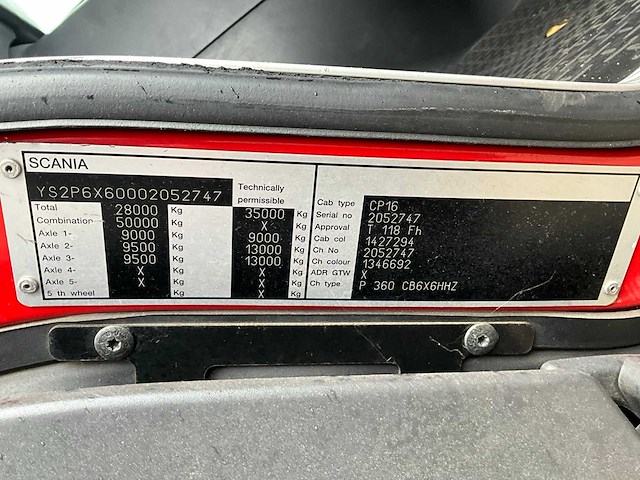 SCANIA
YS2P6X60002052747 Technically permissible
Total 28000 Kg 35000 Kg
Combination 50000 Kg X Kg
Axle 1- 9000 Kg 9000 Kg
Axle 2- 9500 Kg 13000 Kg
Axle 3- 9500 Kg 13000 Kg
Axle 4- X Kg X Kg
Axle 5- X Kg X Kg
5 th wheel X Kg X Kg
Cab type CP16
Serial no 2052747
Approval T 118 Fh
Cab col 1427294
Ch. No 2052747
Ch colour 1346692
ADR GTW X
Ch type P 360 CB6X6HHZ